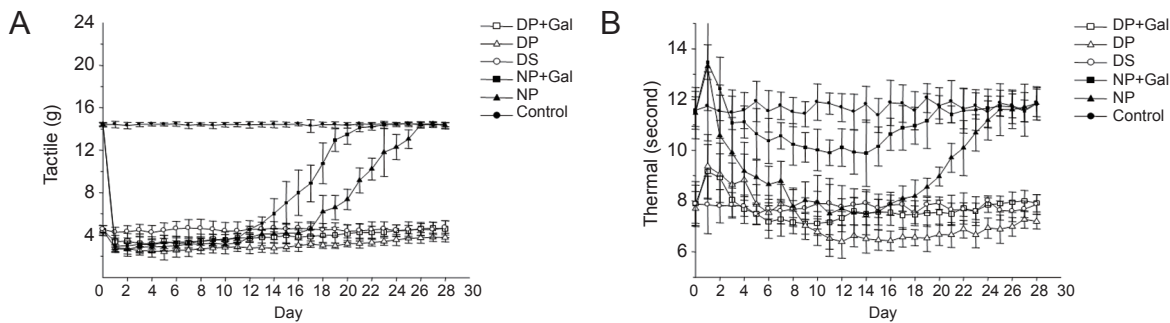 A
24
20
16
12
8
4
Tactile (g)
0 2 4 6 8 10 12 14 16 18 20 22 24 26 28 30
Day
DP+Gal
DP
DS
NP+Gal
NP
Control
B
14
12
10
8
6
Thermal (second)
0 2 4 6 8 10 12 14 16 18 20 22 24 26 28 30
Day
DP+Gal
DP
DS
NP+Gal
NP
Control